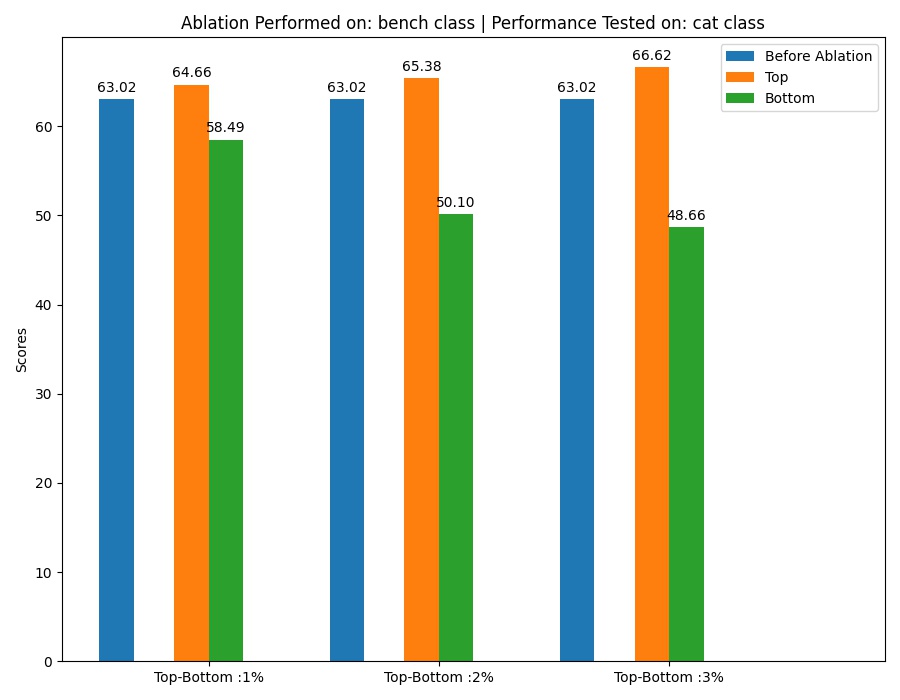 Ablation Performed on: bench class | Performance Tested on: cat class
Before Ablation
Top
Bottom
63.02
64.66
58.49
63.02
65.38
50.10
63.02
66.62
48.66
Scores
60
50
40
30
20
10
0
Top-Bottom :1%
Top-Bottom :2%
Top-Bottom :3%